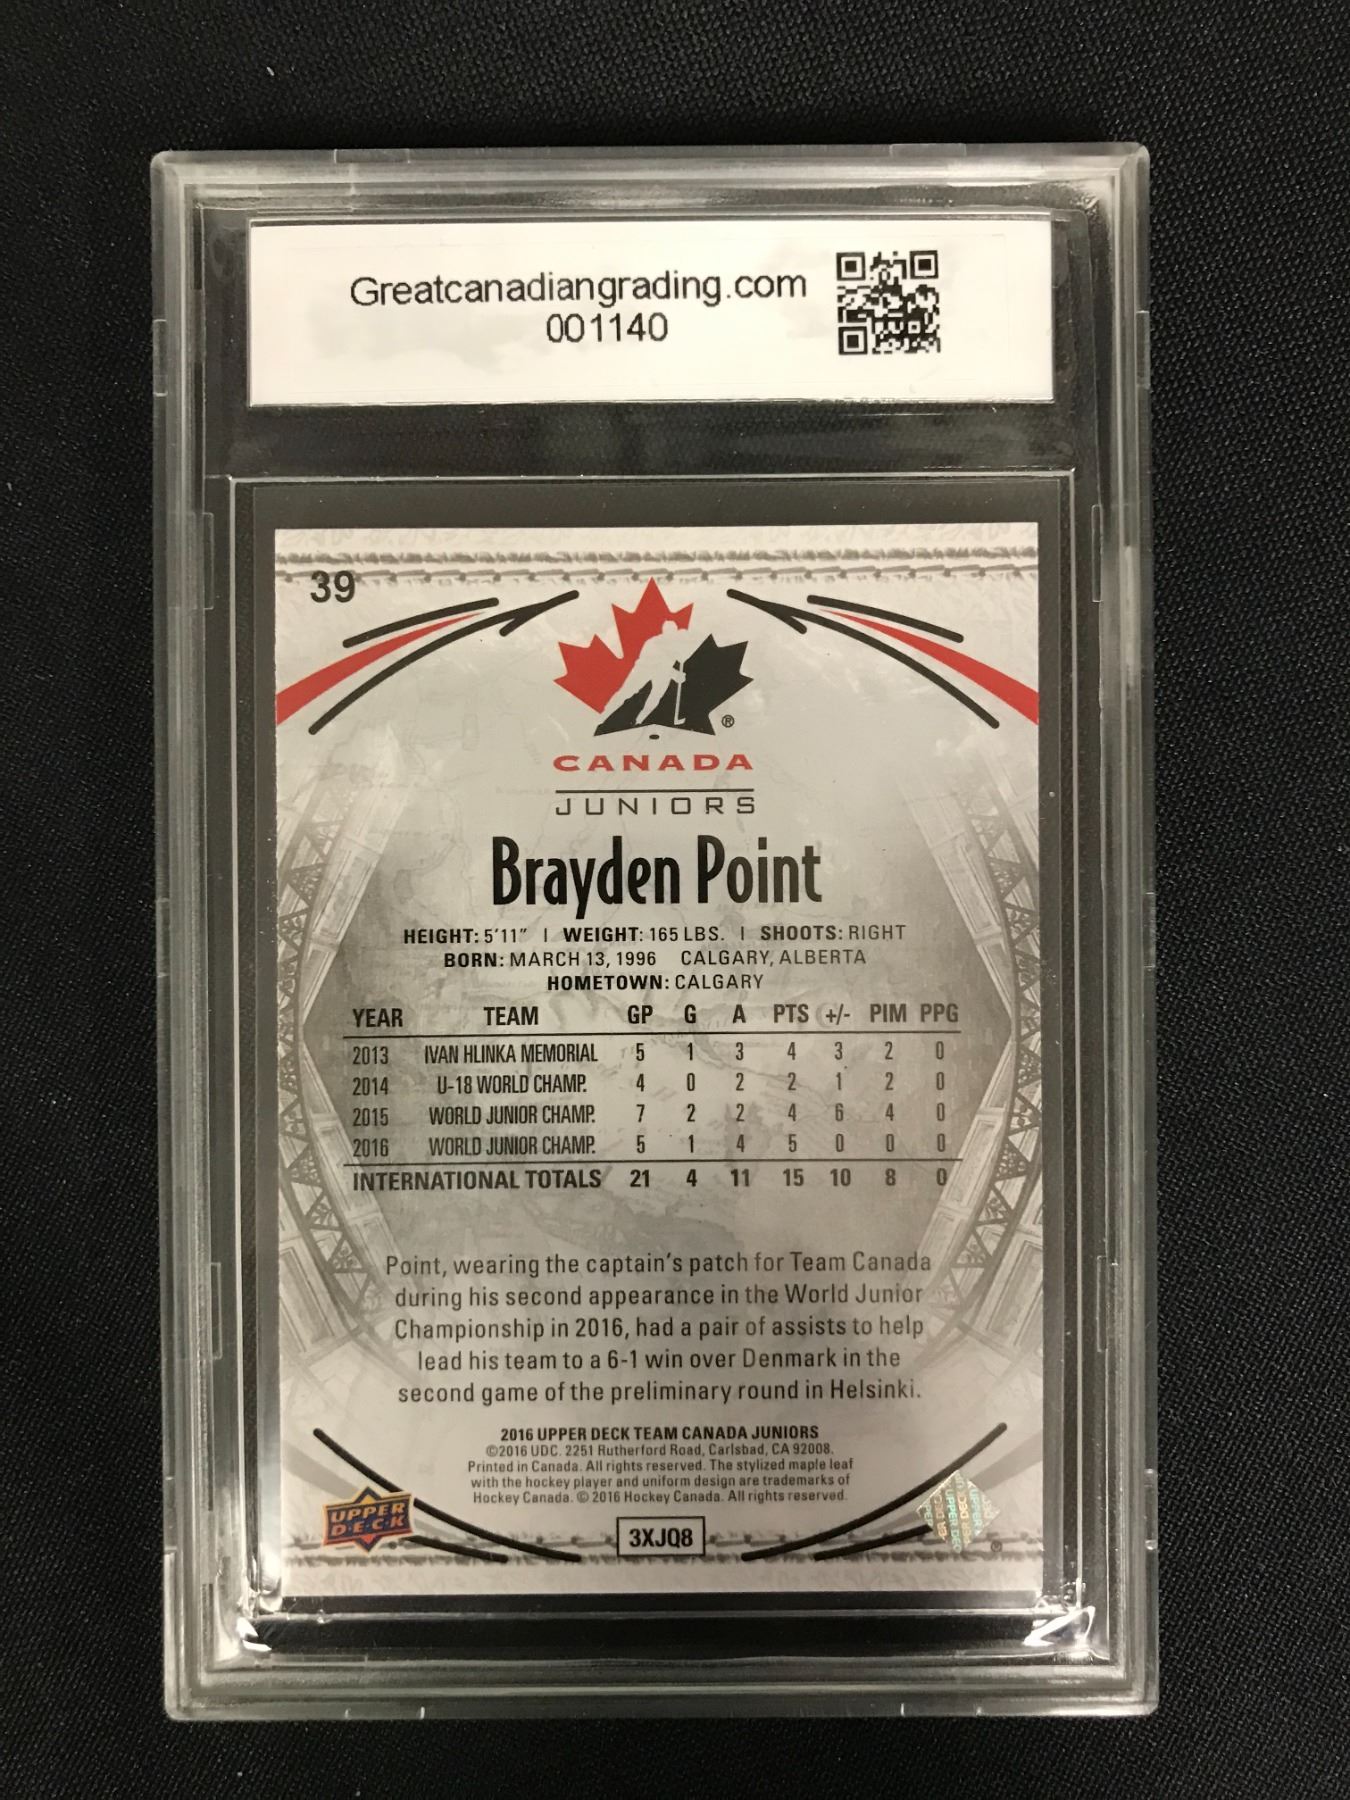 Greatcanadiangrading.com
001140
39
®
CANADA
JUNIORS
Brayden Point
HEIGHT: 5'11" | WEIGHT: 165 LBS. | SHOOTS: RIGHT
BORN: MARCH 13, 1996 CALGARY, ALBERTA
HOMETOWN: CALGARY
YEAR TEAM GP G A PTS +/- PIM PPG
2013 IVAN HLINKA MEMORIAL 5 1 3 4 3 2 0
2014 U-18 WORLD CHAMP. 4 0 2 2 1 2 0
2015 WORLD JUNIOR CHAMP. 7 2 2 4 6 4 0
2016 WORLD JUNIOR CHAMP. 5 1 4 5 0 0 0
INTERNATIONAL TOTALS 21 4 11 15 10 8 0
Point, wearing the captain's patch for Team Canada
during his second appearance in the World Junior
Championship in 2016, had a pair of assists to help
lead his team to a 6-1 win over Denmark in the
second game of the preliminary round in Helsinki.
2016 UPPER DECK TEAM CANADA JUNIORS
©2016 UDC. 2251 Rutherford Road, Carlsbad, CA 92008.
Printed in Canada. All rights reserved. The stylized maple leaf
with the hockey player and uniform design are trademarks of
Hockey Canada. © 2016 Hockey Canada. All rights reserved.
UPPER
D·E·C·K
3XJQ8